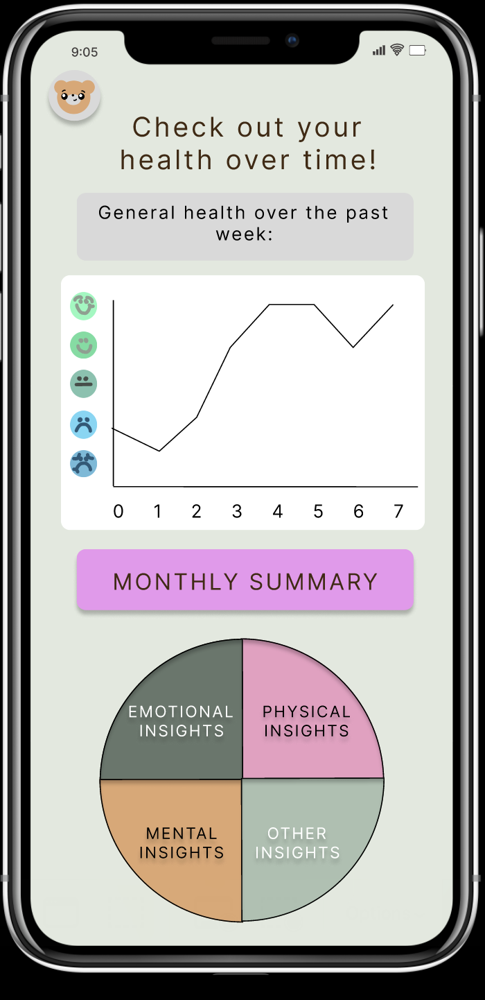 9:05
Check out your
health over time!
General health over the past
week:
0 1 2 3 4 5 6 7
MONTHLY SUMMARY
EMOTIONAL
INSIGHTS
PHYSICAL
INSIGHTS
MENTAL
INSIGHTS
OTHER
INSIGHTS